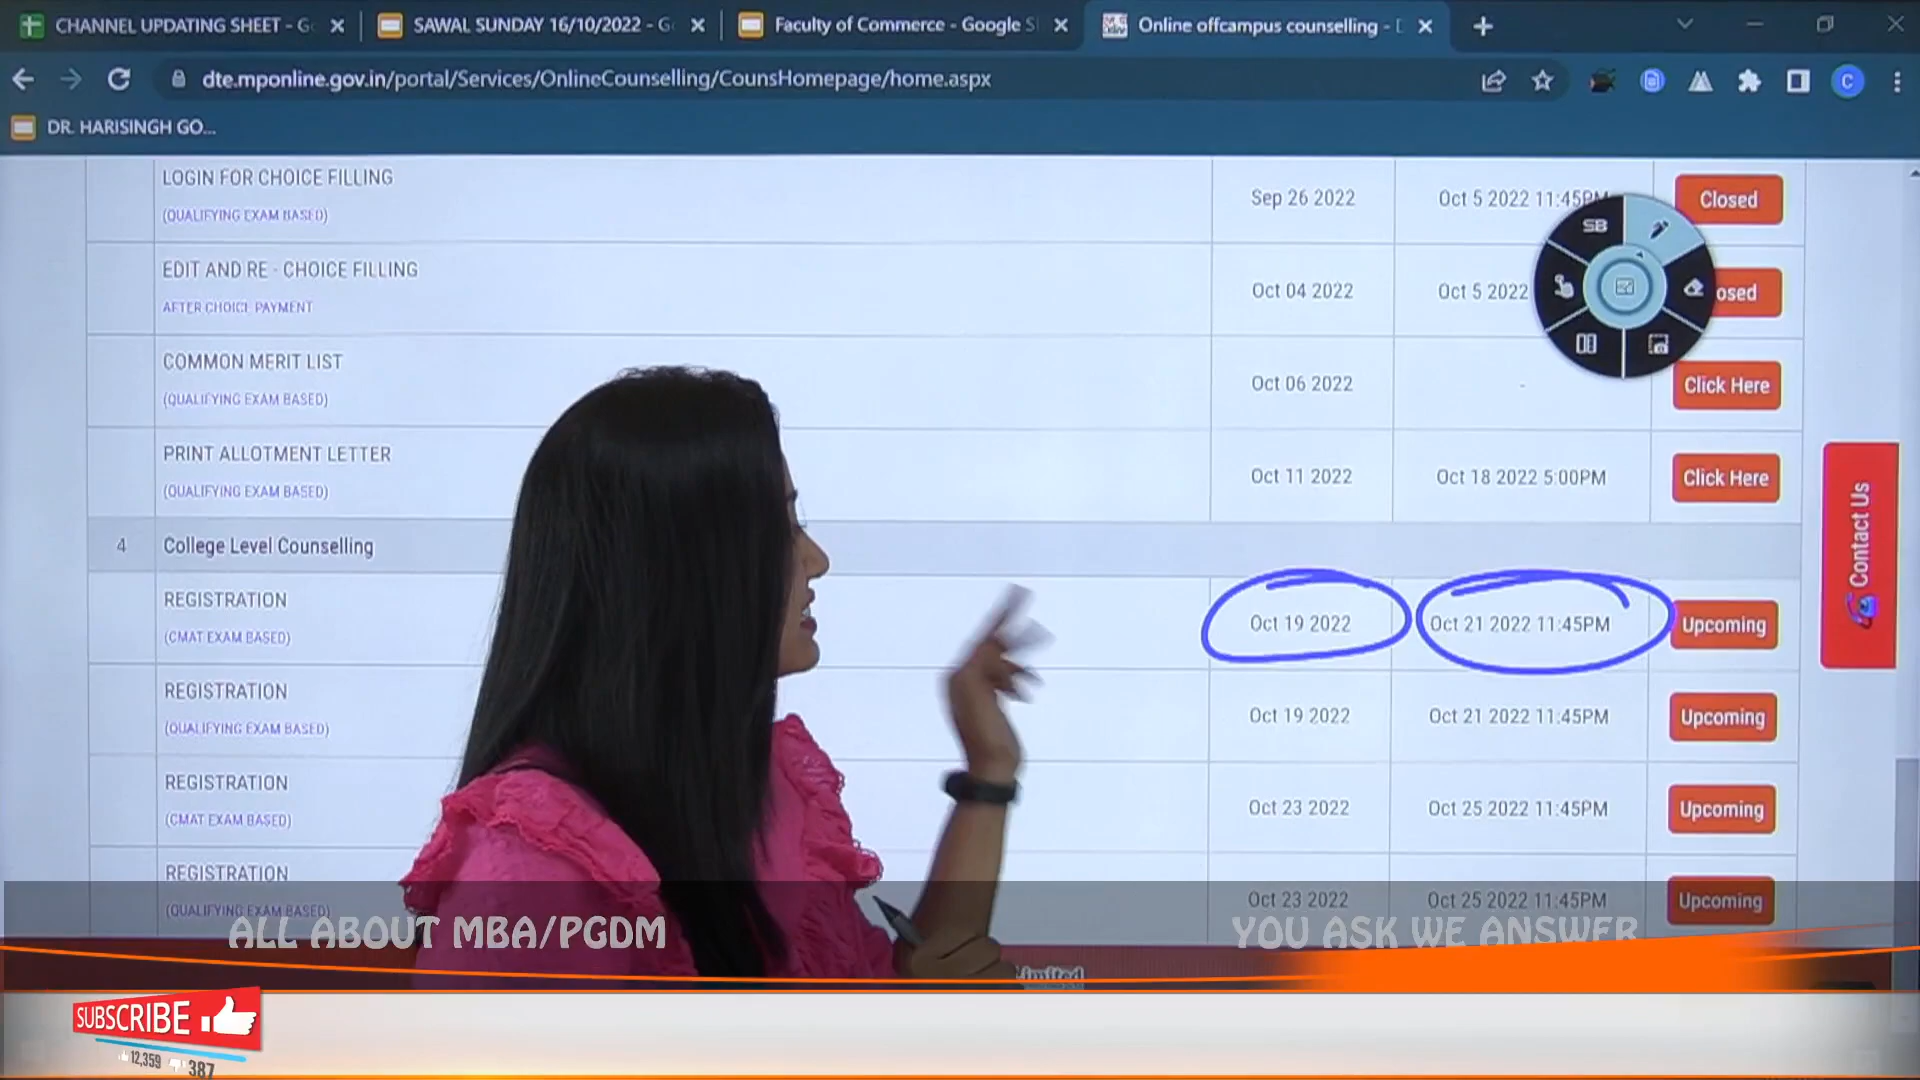 CHANNEL UPDATING SHEET - G
SAWAL SUNDAY 16/10/2022 - G
Faculty of Commerce - Google S
Online offcampus counselling -
dte.mponline.gov.in/portal/Services/OnlineCounselling/CounsHomepage/home.aspx
C
DR. HARISINGH GO...
LOGIN FOR CHOICE FILLING
(QUALIFYING EXAM BASED)
Sep 26 2022
Oct 5 2022 11:45PM
Closed
SB
EDIT AND RE - CHOICE FILLING
AFTER CHOICE PAYMENT
Oct 04 2022
Oct 5 2022
osed
COMMON MERIT LIST
(QUALIFYING EXAM BASED)
Oct 06 2022
-
Click Here
PRINT ALLOTMENT LETTER
(QUALIFYING EXAM BASED)
Oct 11 2022
Oct 18 2022 5:00PM
Click Here
Contact Us
4
College Level Counselling
REGISTRATION
(CMAT EXAM BASED)
Oct 19 2022
Oct 21 2022 11:45PM
Upcoming
REGISTRATION
(QUALIFYING EXAM BASED)
Oct 19 2022
Oct 21 2022 11:45PM
Upcoming
REGISTRATION
(CMAT EXAM BASED)
Oct 23 2022
Oct 25 2022 11:45PM
Upcoming
REGISTRATION
(QUALIFYING EXAM BASED)
Oct 23 2022
Oct 25 2022 11:45PM
Upcoming
ALL ABOUT MBA/PGDM
YOU ASK WE ANSWER
Limited
SUBSCRIBE
12,359
387